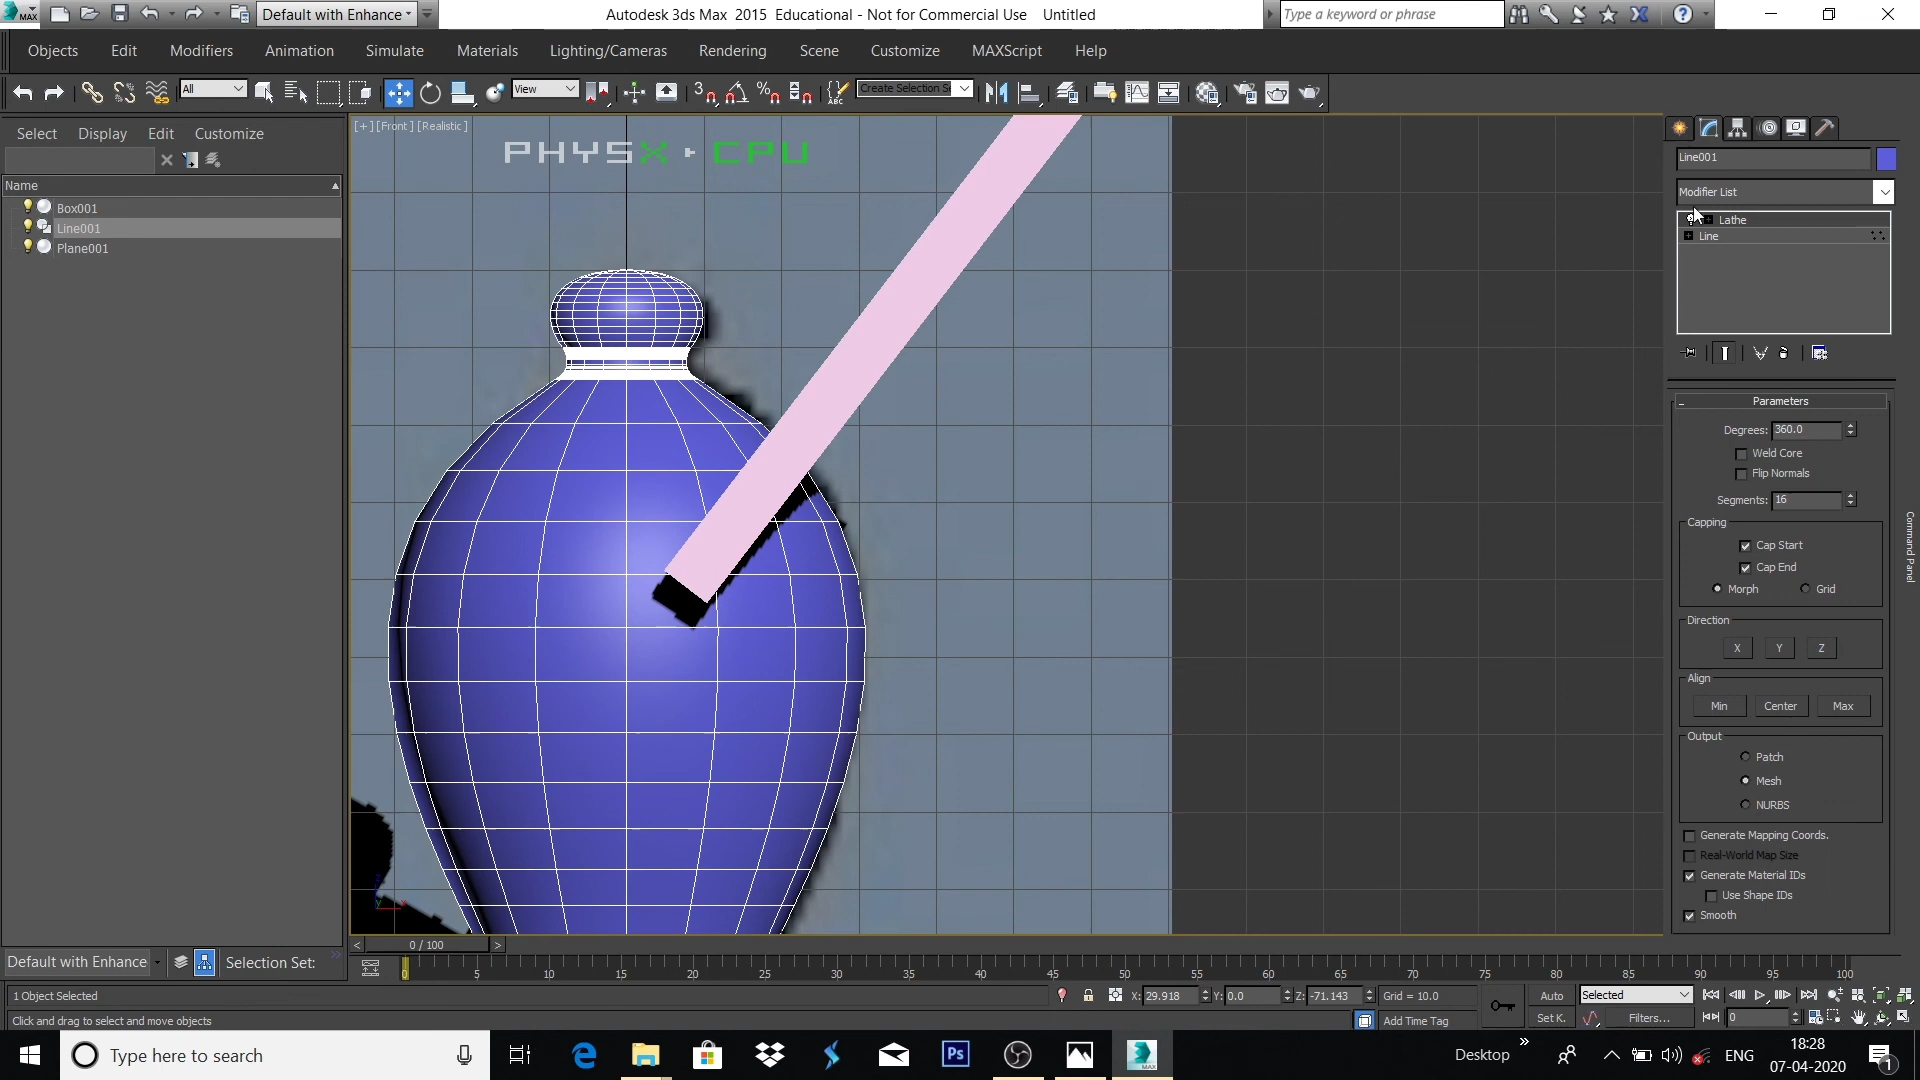 MAX
Default with Enhance
Autodesk 3ds Max 2015 Educational - Not for Commercial Use Untitled
Type a keyword or phrase
Objects Edit Modifiers Animation Simulate Materials Lighting/Cameras Rendering Scene Customize MAXScript Help
All
View
3
%
ABC
Create Selection Se
Select Display Edit Customize
[+] [Front] [Realistic]
PHYSX ▸ CPU
Name
Box001
Line001
Plane001
Line001
Modifier List
Lathe
Line
Parameters
Degrees: 360.0
Weld Core
Flip Normals
Segments: 16
Capping
Cap Start
Cap End
Morph Grid
Direction
X Y Z
Align
Min Center Max
Output
Patch
Mesh
NURBS
Generate Mapping Coords.
Real-World Map Size
Generate Material IDs
Use Shape IDs
Smooth
Command Panel
< 0 / 100 >
Default with Enhance
Selection Set:
0 5 10 15 20 25 30 35 40 45 50 55 60 65 70 75 80 85 90 95 100
1 Object Selected
X: 29.918 Y: 0.0 Z: -71.143 Grid = 10.0
Auto Selected
Click and drag to select and move objects
Add Time Tag
Set K. Filters... 0
Type here to search
Ps
MAX
Desktop
ENG
18:28
07-04-2020
1